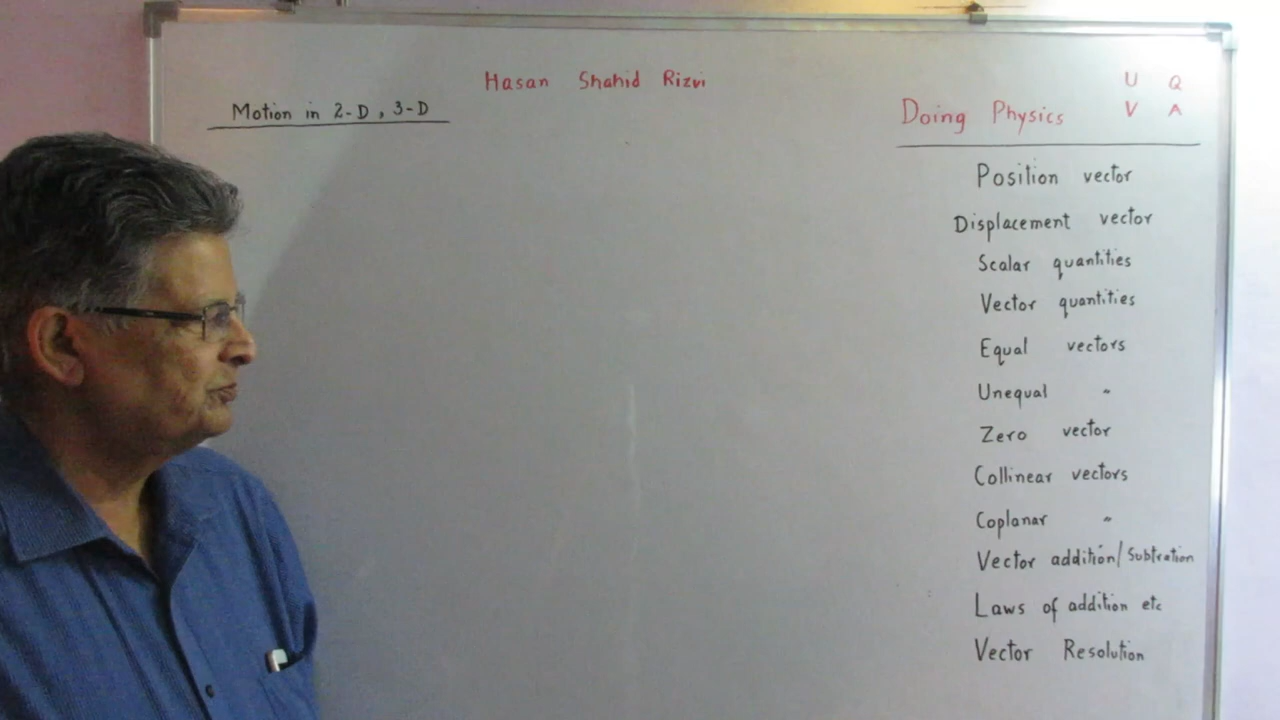 Hasan Shahid Rizvi
Motion in 2-D, 3-D
U Q
Doing Physics V A
Position vector
Displacement vector
Scalar quantities
Vector quantities
Equal vectors
Unequal "
Zero vector
Collinear vectors
Coplanar "
Vector addition/Subtration
Laws of addition etc
Vector Resolution